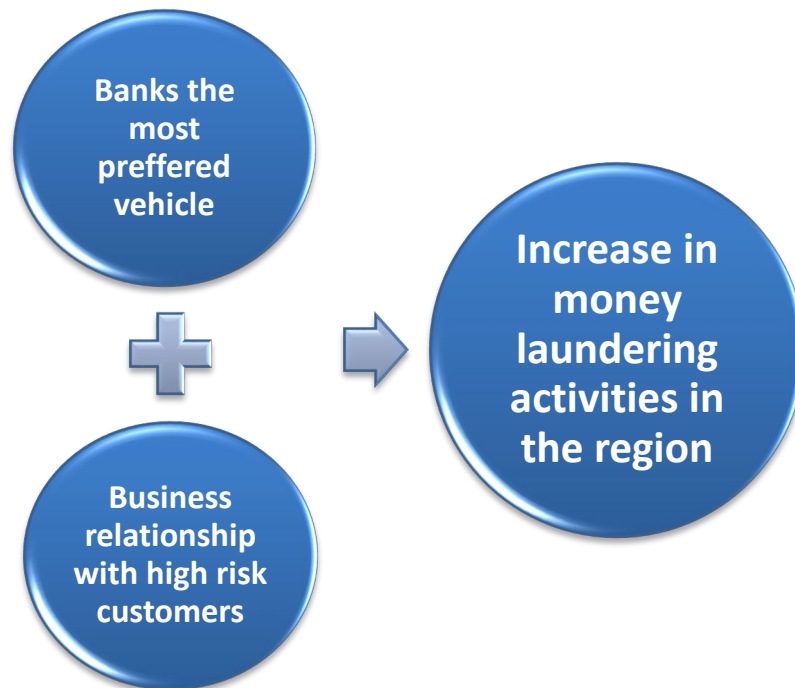 Banks the
most
preffered
vehicle
Business
relationship
with high risk
customers
Increase in
money
laundering
activities in
the region